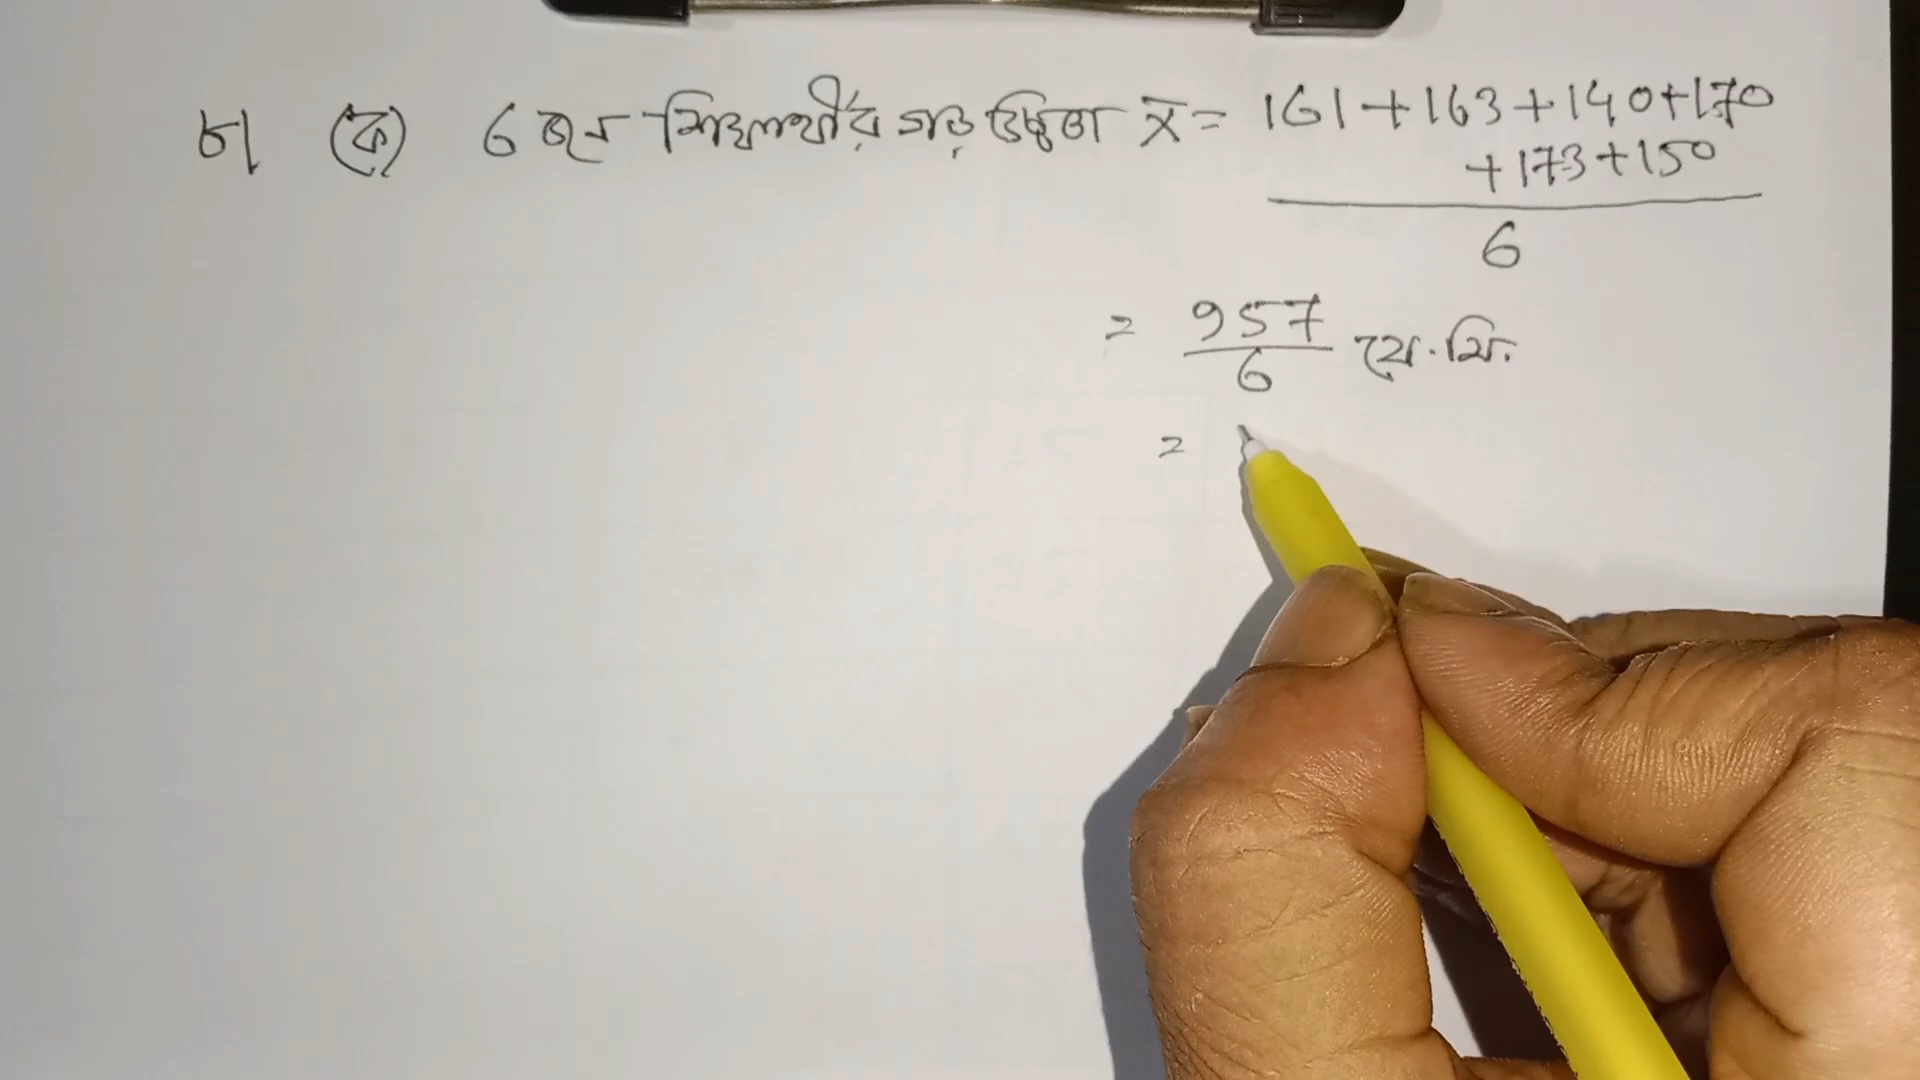 ৮। (ক) 6 জন শিক্ষার্থীর গড় উচ্চতা x̄ = 161+163+140+170
+173+150
6
= 957
6 সে.মি.
=